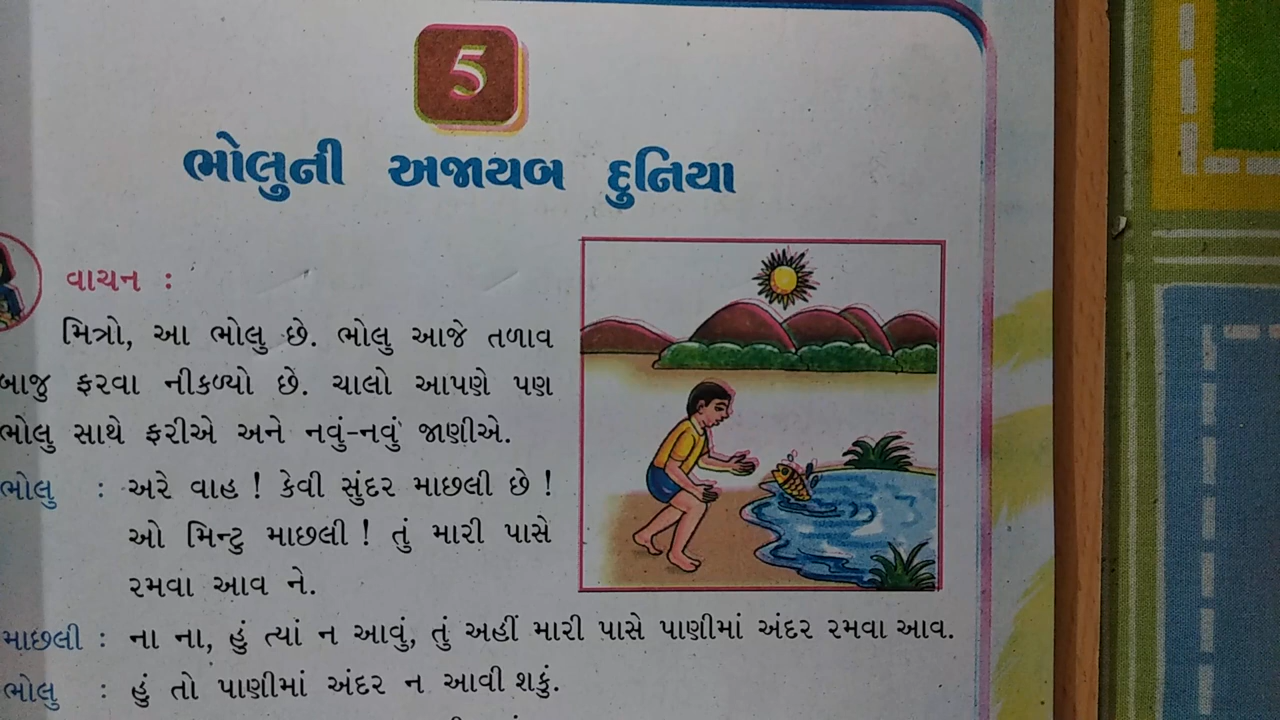 5
ભોલુની અજાયબ દુનિયા
વાચન :
મિત્રો, આ ભોલુ છે. ભોલુ આજે તળાવ
બાજુ ફરવા નીકળ્યો છે. ચાલો આપણે પણ
ભોલુ સાથે ફરીએ અને નવું-નવું જાણીએ.
ભોલુ : અરે વાહ ! કેવી સુંદર માછલી છે !
ઓ મિન્ટુ માછલી ! તું મારી પાસે
રમવા આવ ને.
માછલી : ના ના, હું ત્યાં ન આવું, તું અહીં મારી પાસે પાણીમાં અંદર રમવા આવ.
ભોલુ : હું તો પાણીમાં અંદર ન આવી શકું.